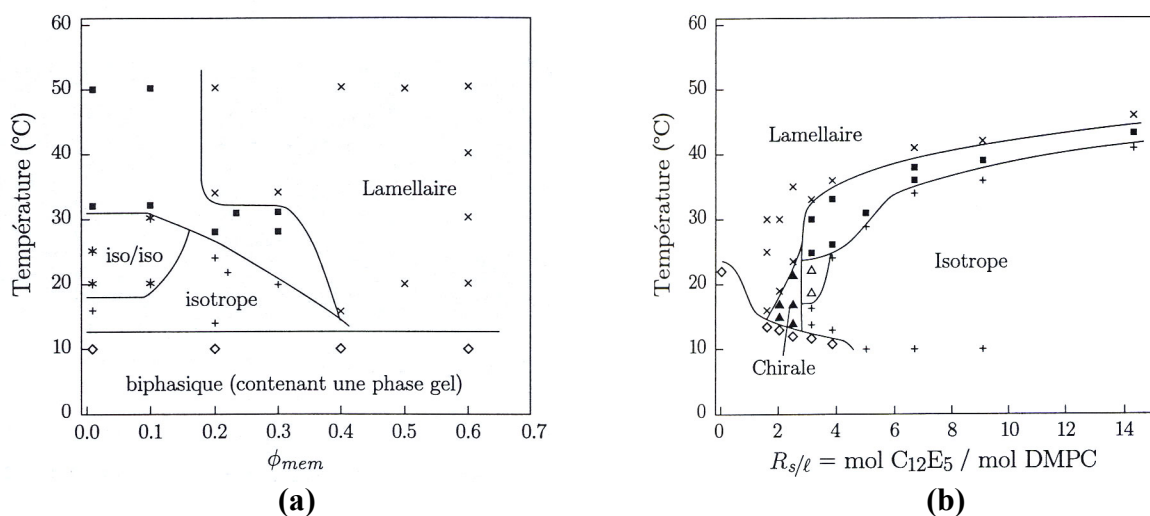 60
50
40
30
20
10
0
Température (°C)
Lamellaire
iso/iso
isotrope
biphasique (contenant une phase gel)
0.0 0.1 0.2 0.3 0.4 0.5 0.6 0.7
ϕmem
(a)
60
50
40
30
20
10
0
Température (°C)
Lamellaire
Isotrope
Chirale
0 2 4 6 8 10 12 14
Rs/ℓ = mol C12E5 / mol DMPC
(b)